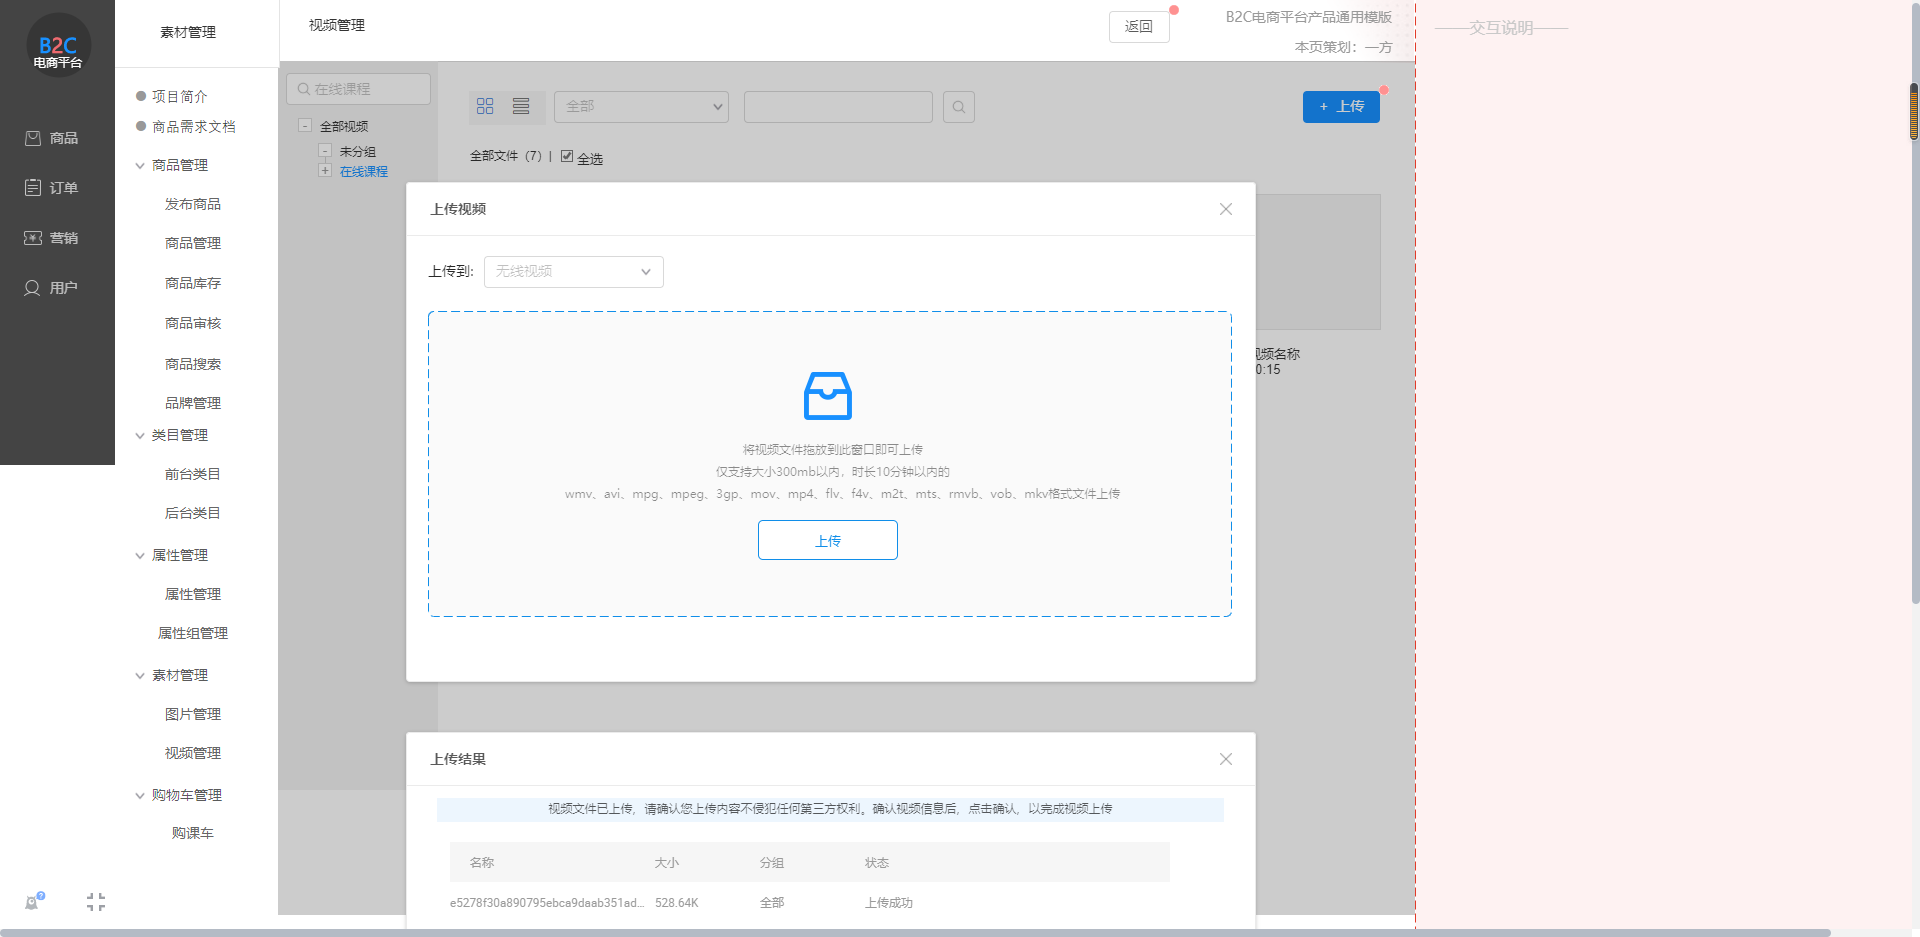 B2C
电商平台
商品
订单
营销
用户
素材管理
项目简介
商品需求文档
商品管理
发布商品
商品管理
商品库存
商品审核
商品搜索
品牌管理
类目管理
前台类目
后台类目
属性管理
属性管理
属性组管理
素材管理
图片管理
视频管理
购物车管理
购课车
视频管理
返回
B2C电商平台产品通用模版
本页策划：一方
——交互说明——
在线课程
全部视频
未分组
在线课程
全部
+ 上传
全部文件（7）|
全选
视频名称
0:15
上传视频
上传到:
无线视频
将视频文件拖放到此窗口即可上传
仅支持大小300mb以内，时长10分钟以内的
wmv、avi、mpg、mpeg、3gp、mov、mp4、flv、f4v、m2t、mts、rmvb、vob、mkv格式文件上传
上传
上传结果
视频文件已上传，请确认您上传内容不侵犯任何第三方权利。确认视频信息后，点击确认，以完成视频上传
名称 大小 分组 状态
e5278f30a890795ebca9daab351ad... 528.64K 全部 上传成功